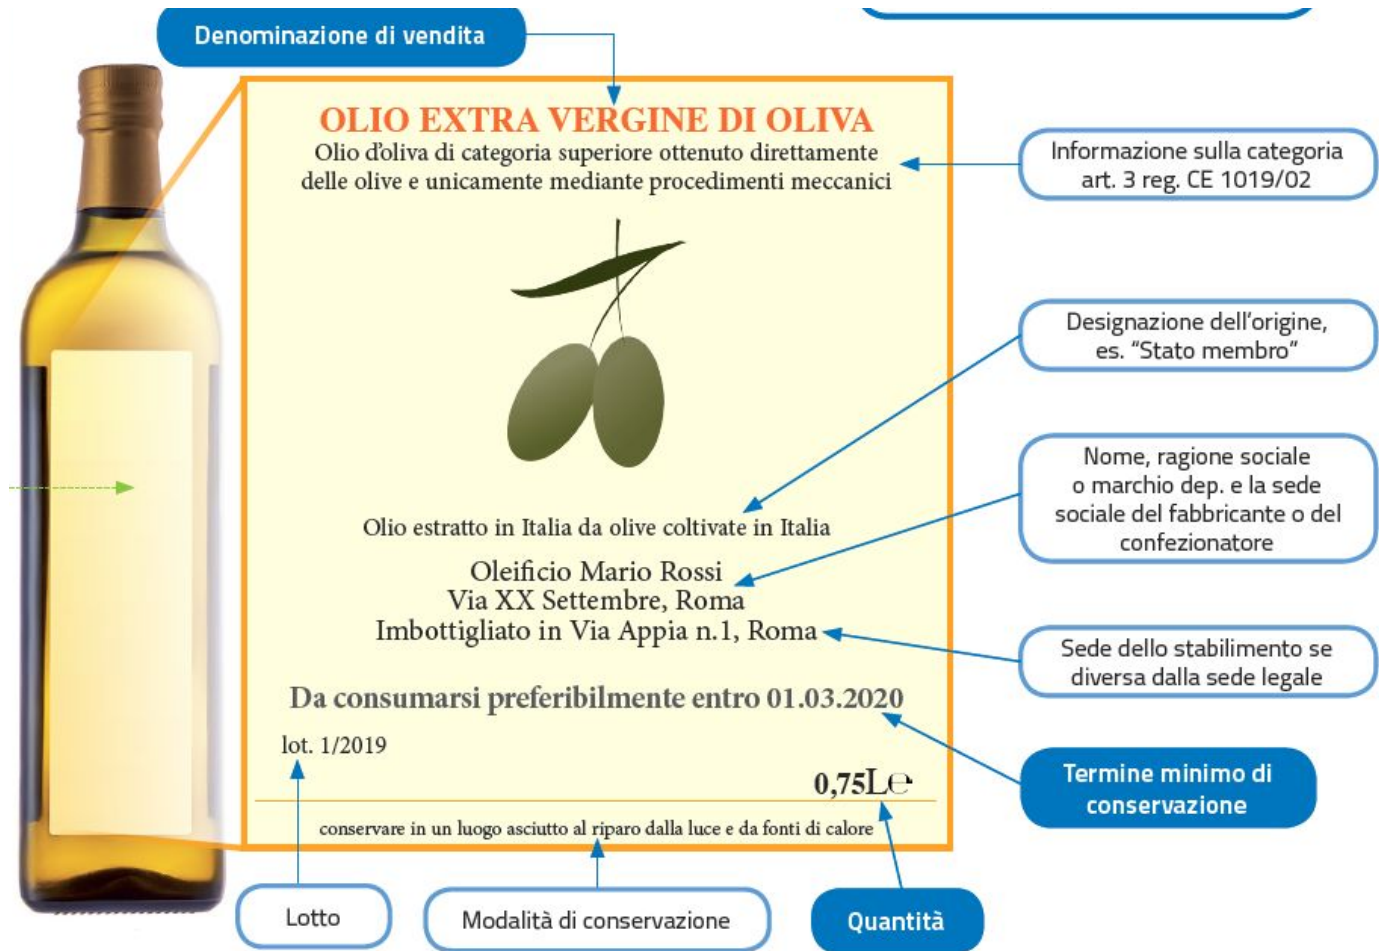 Denominazione di vendita
OLIO EXTRA VERGINE DI OLIVA
Olio d'oliva di categoria superiore ottenuto direttamente
delle olive e unicamente mediante procedimenti meccanici
Informazione sulla categoria
art. 3 reg. CE 1019/02
Designazione dell'origine,
es. “Stato membro”
Nome, ragione sociale
o marchio dep. e la sede
sociale del fabbricante o del
confezionatore
Olio estratto in Italia da olive coltivate in Italia
Oleificio Mario Rossi
Via XX Settembre, Roma
Imbottigliato in Via Appia n.1, Roma
Sede dello stabilimento se
diversa dalla sede legale
Da consumarsi preferibilmente entro 01.03.2020
lot. 1/2019
Termine minimo di
conservazione
0,75L℮
conservare in un luogo asciutto al riparo dalla luce e da fonti di calore
Lotto
Modalità di conservazione
Quantità